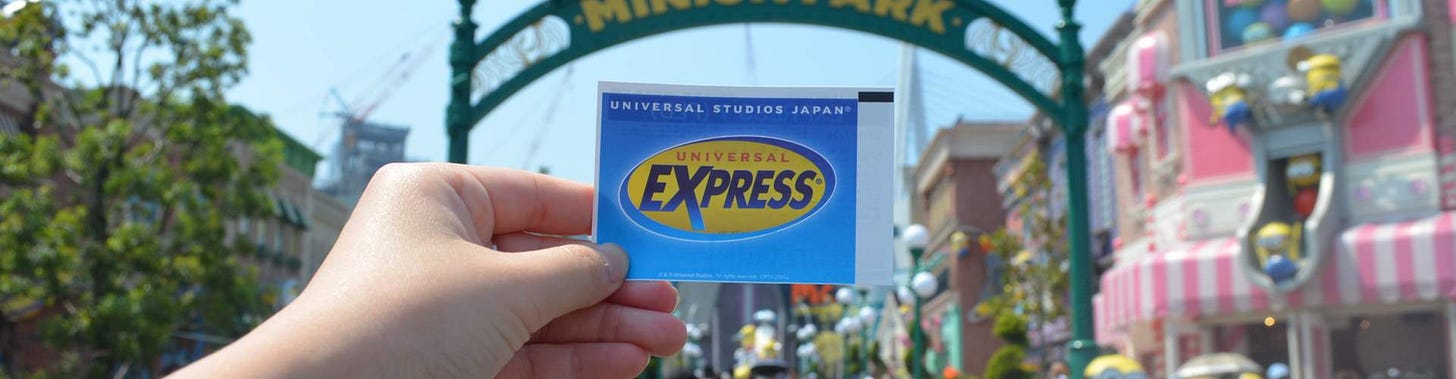 MINION PARK
UNIVERSAL STUDIOS JAPAN®
UNIVERSAL
EXPRESS®